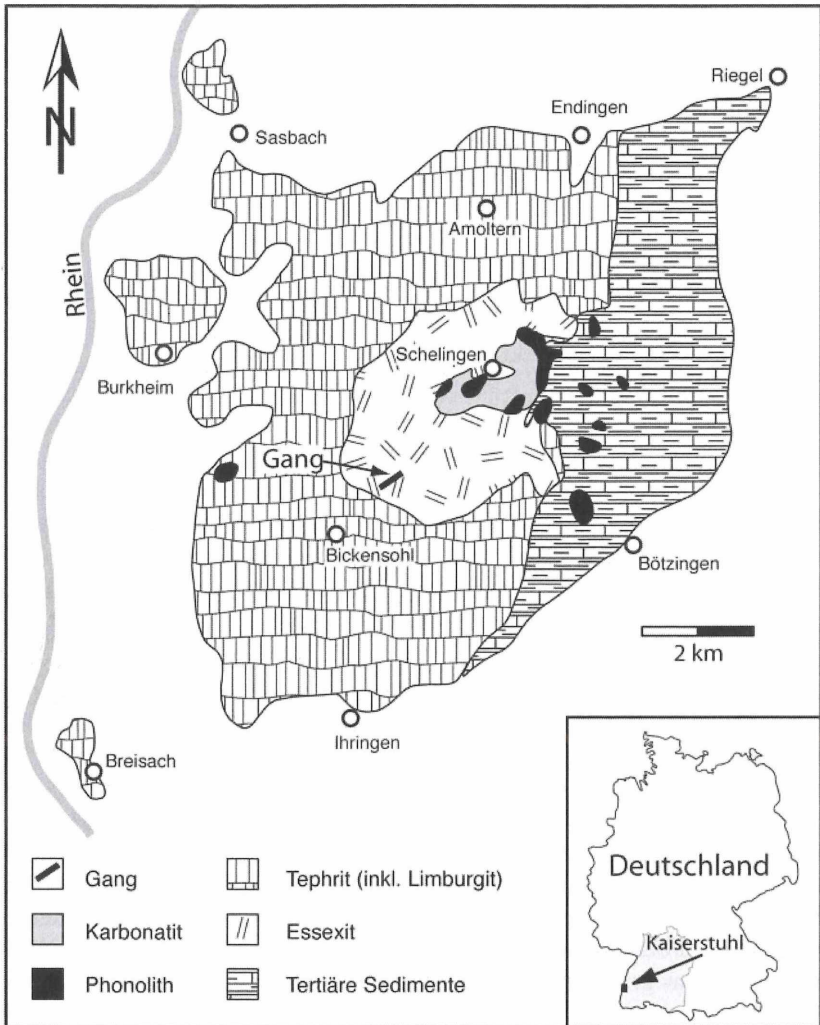 N
Riegel
Endingen
Sasbach
Amoltern
Rhein
Schelingen
Burkheim
Gang
Bickensohl
Bötzingen
2 km
Ihringen
Breisach
Deutschland
Kaiserstuhl
Gang
Karbonatit
Phonolith
Tephrit (inkl. Limburgit)
Essexit
Tertiäre Sedimente